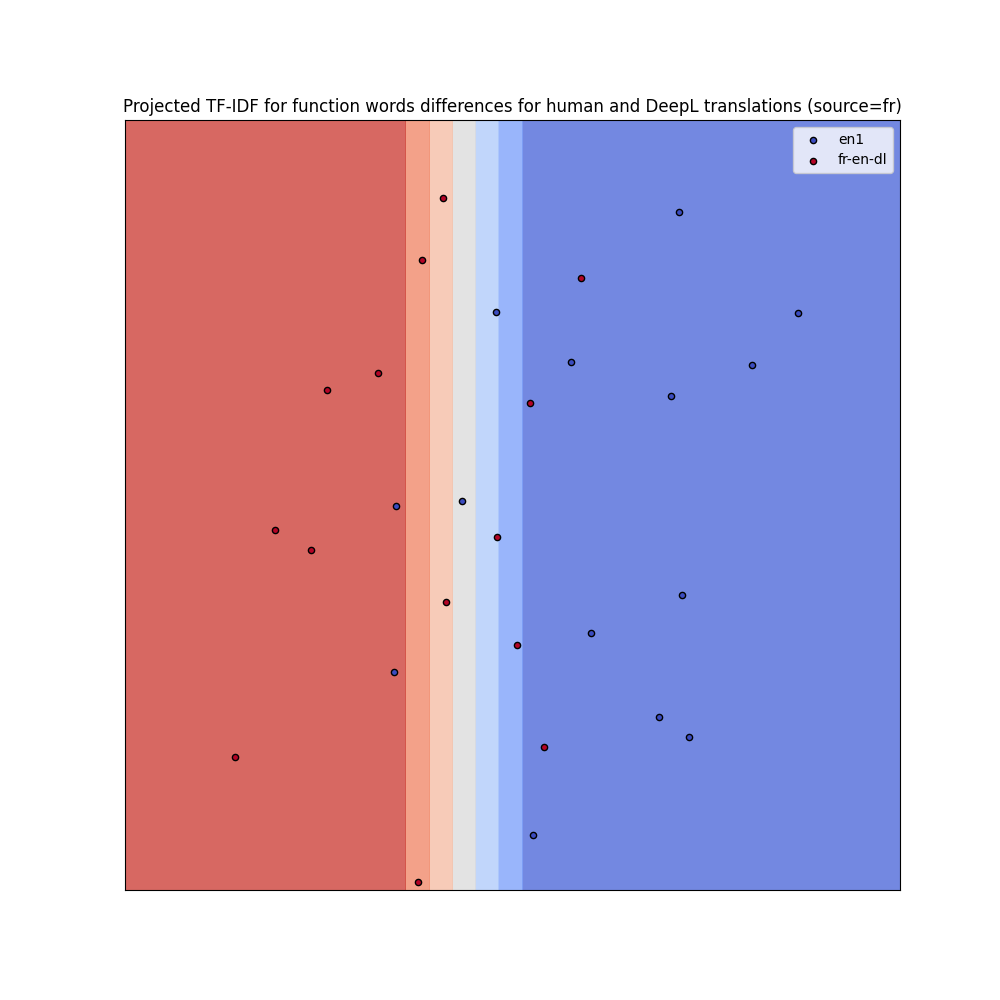 Projected TF-IDF for function words differences for human and DeepL translations (source=fr)
en1
fr-en-dl